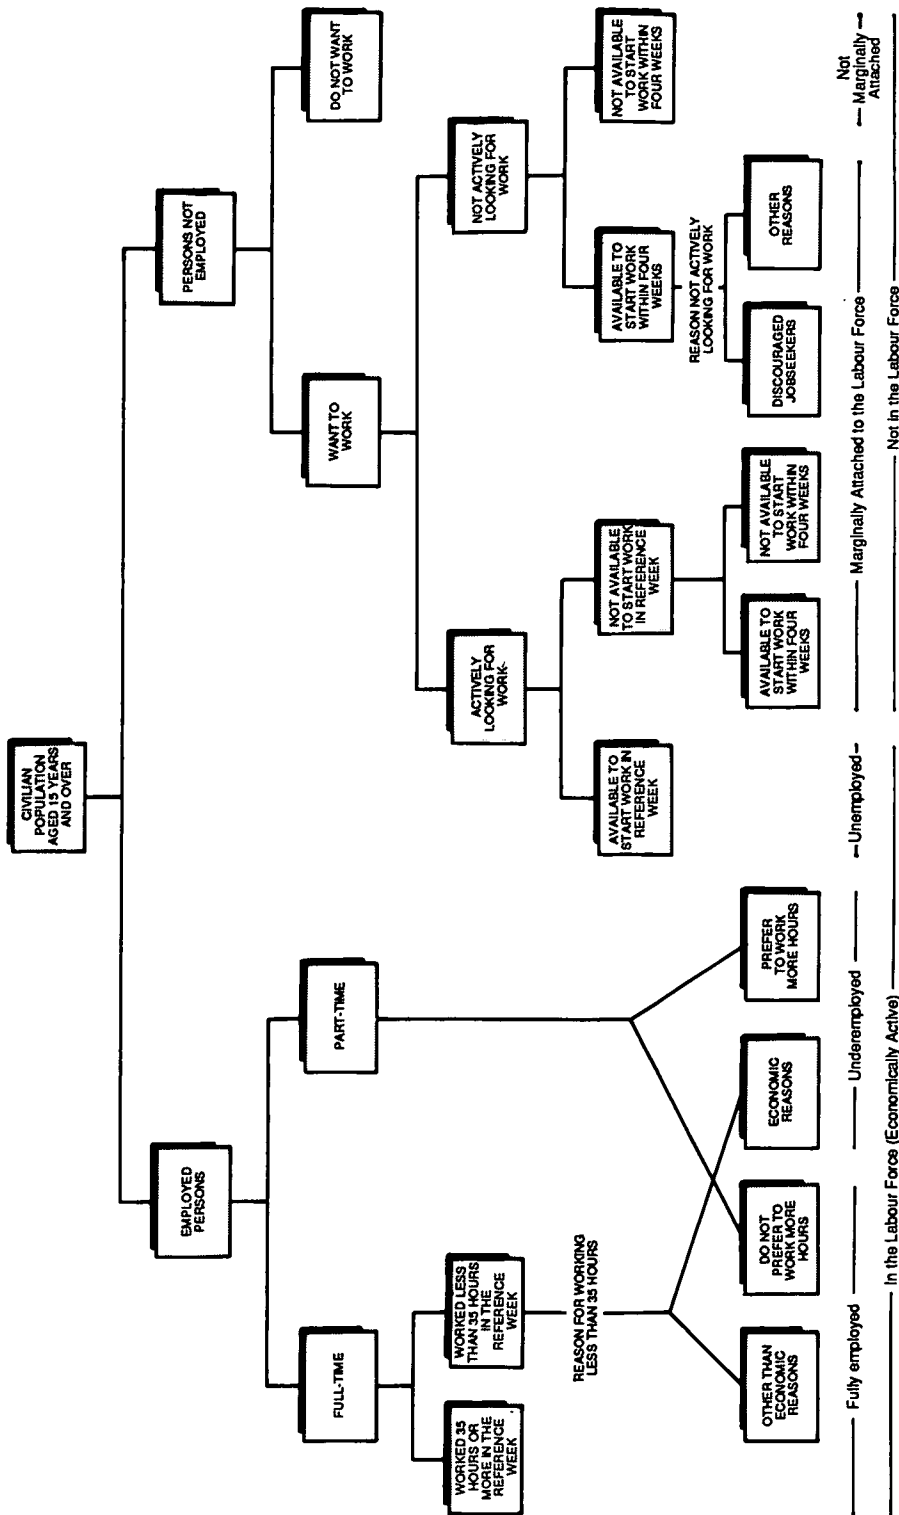 CIVILIAN
POPULATION
AGED 15 YEARS
AND OVER
EMPLOYED
PERSONS
PERSONS NOT
EMPLOYED
FULL-TIME
PART-TIME
WANT TO
WORK
DO NOT WANT
TO WORK
WORKED 35
HOURS OR
MORE IN THE
REFERENCE
WEEK
WORKED LESS
THAN 35 HOURS
IN THE
REFERENCE
WEEK
ACTIVELY
LOOKING FOR
WORK-
NOT ACTIVELY
LOOKING FOR
WORK
REASON FOR WORKING
LESS THAN 35 HOURS
AVAILABLE TO
START WORK IN
REFERENCE
WEEK
NOT AVAILABLE
TO START WORK
IN REFERENCE
WEEK
AVAILABLE TO
START WORK
WITHIN FOUR
WEEKS
NOT AVAILABLE
TO START
WORK WITHIN
FOUR WEEKS
REASON NOT ACTIVELY
LOOKING FOR WORK
OTHER THAN
ECONOMIC
REASONS
DO NOT
PREFER TO
WORK MORE
HOURS
ECONOMIC
REASONS
PREFER
TO WORK
MORE HOURS
AVAILABLE TO
START WORK
WITHIN FOUR
WEEKS
NOT AVAILABLE
TO START
WORK WITHIN
FOUR WEEKS
DISCOURAGED
JOBSEEKERS
OTHER
REASONS
Fully employed
Underemployed
Unemployed
Marginally Attached to the Labour Force
Not
Marginally
Attached
In the Labour Force (Economically Active)
Not in the Labour Force